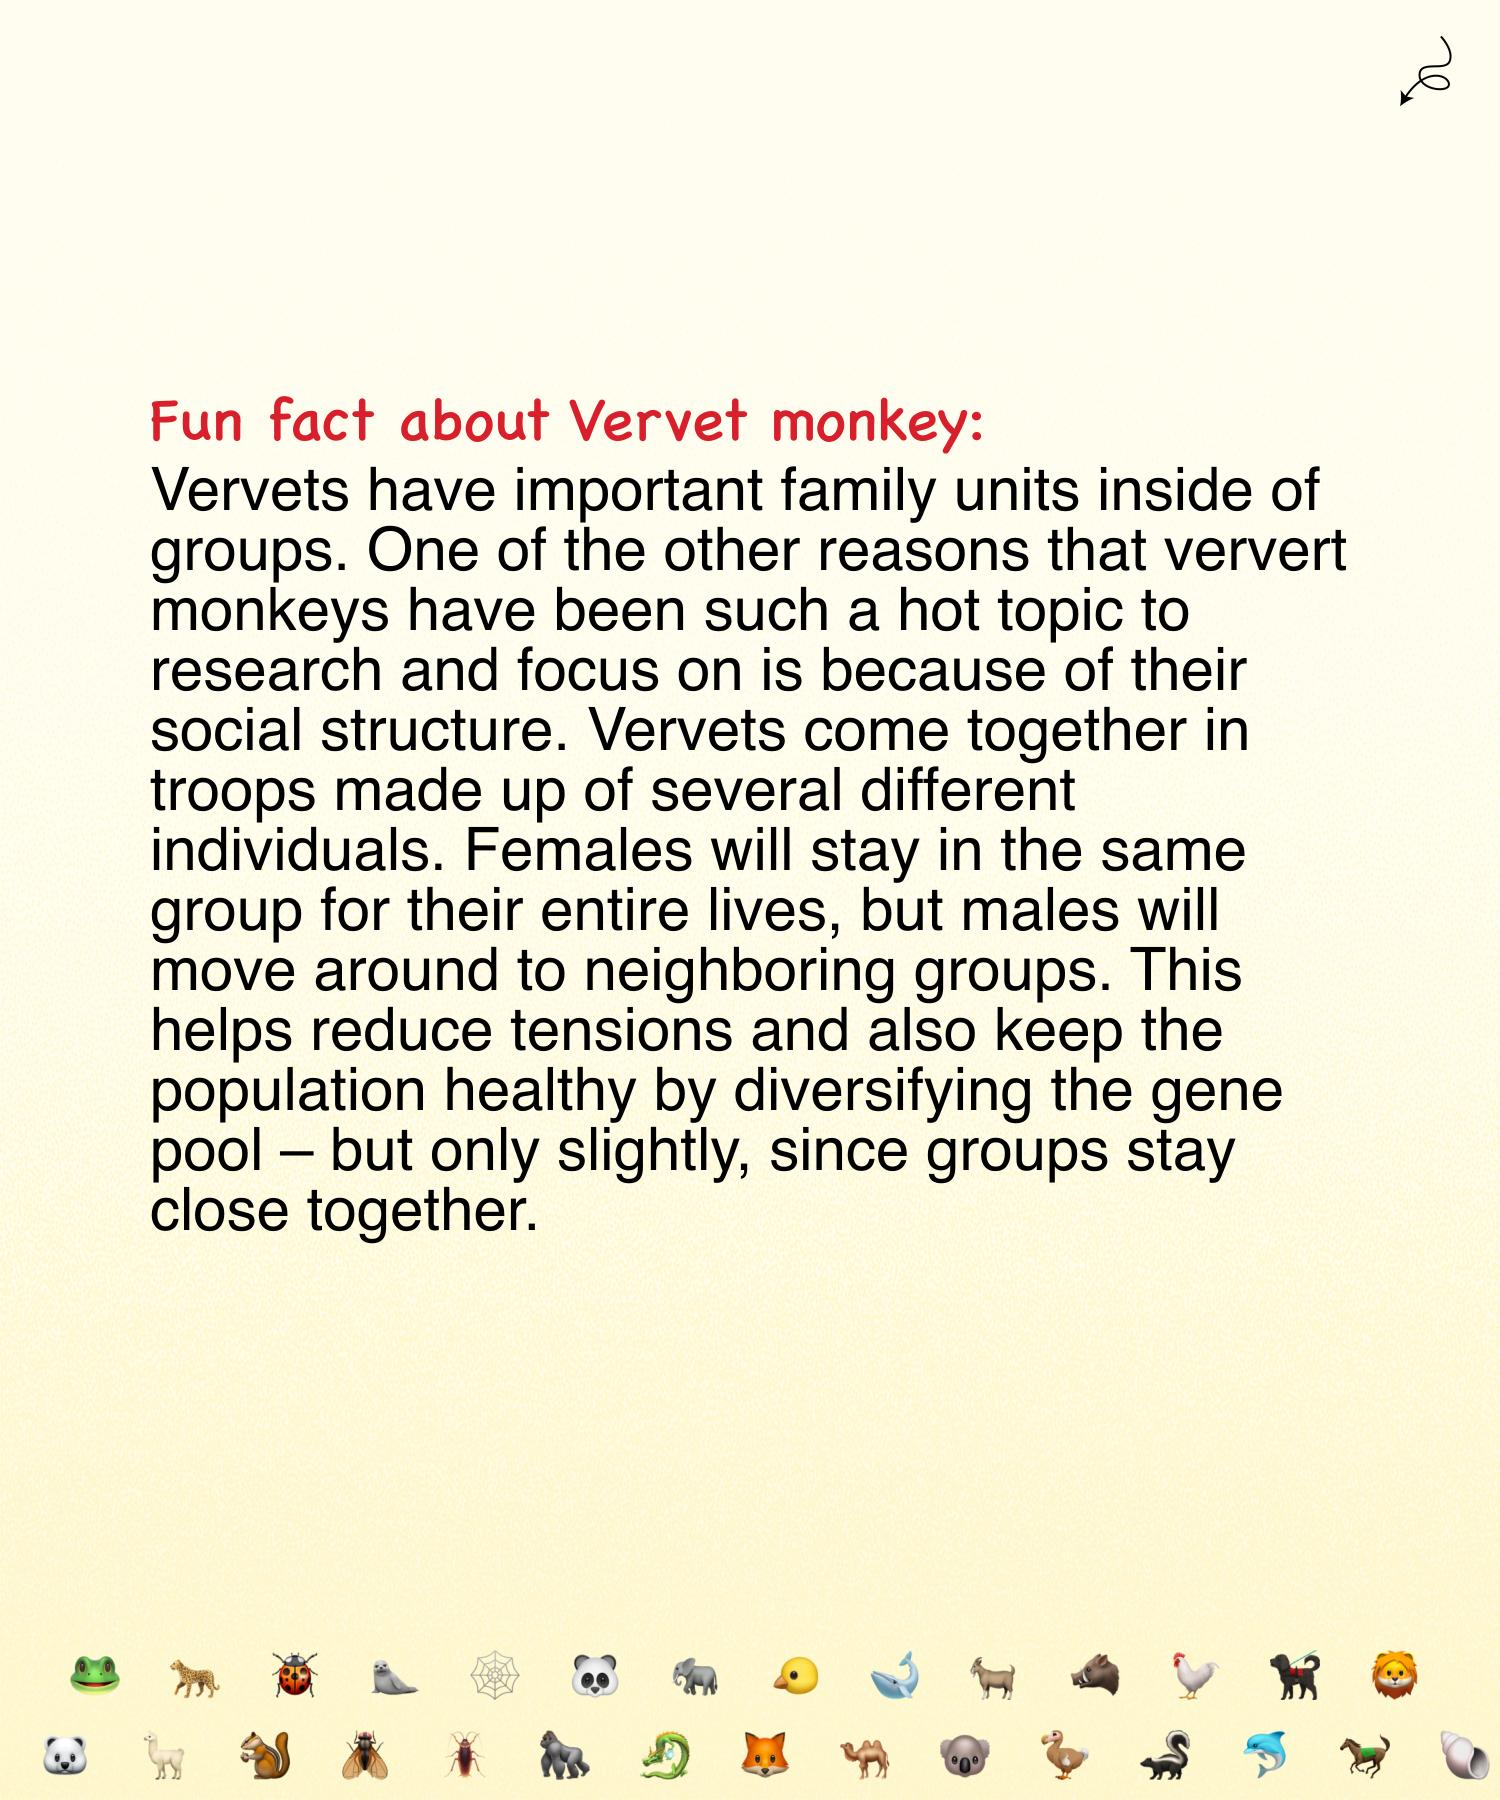 Fun fact about Vervet monkey:
Vervets have important family units inside of
groups. One of the other reasons that ververt
monkeys have been such a hot topic to
research and focus on is because of their
social structure. Vervets come together in
troops made up of several different
individuals. Females will stay in the same
group for their entire lives, but males will
move around to neighboring groups. This
helps reduce tensions and also keep the
population healthy by diversifying the gene
pool – but only slightly, since groups stay
close together.